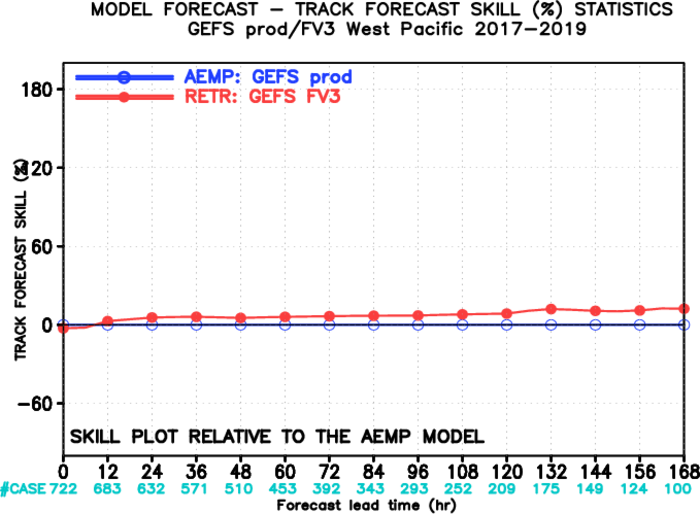 MODEL FORECAST – TRACK FORECAST SKILL (%) STATISTICS
GEFS prod/FV3 West Pacific 2017–2019
AEMP: GEFS prod
RETR: GEFS FV3
180
120
60
0
–60
TRACK FORECAST SKILL (%)
SKILL PLOT RELATIVE TO THE AEMP MODEL
0 12 24 36 48 60 72 84 96 108 120 132 144 156 168
#CASE 722 683 632 571 510 453 392 343 293 252 209 175 149 124 100
Forecast lead time (hr)